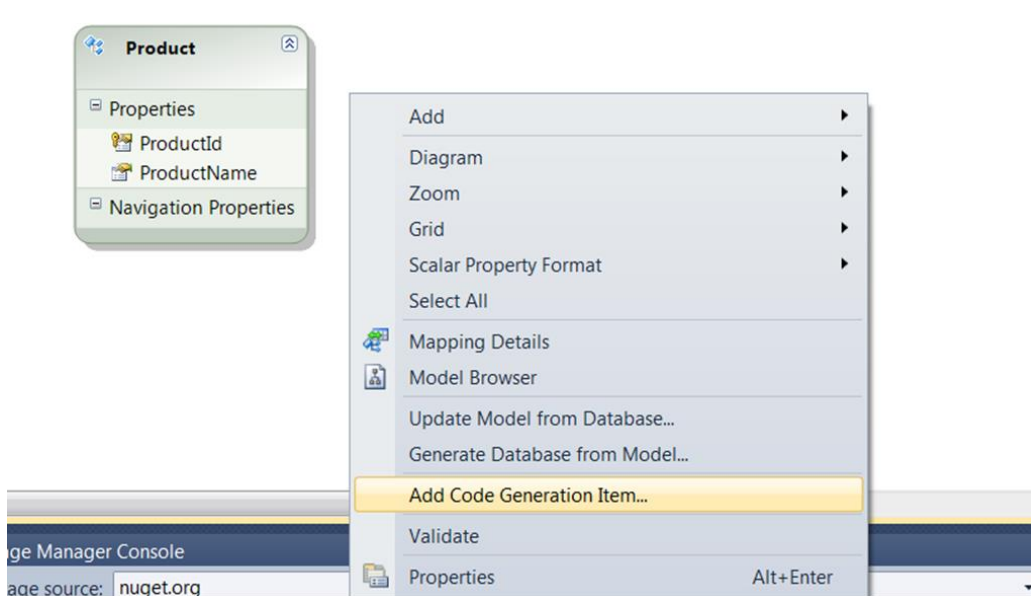 Product
Properties
ProductId
ProductName
Navigation Properties
Add
Diagram
Zoom
Grid
Scalar Property Format
Select All
Mapping Details
Model Browser
Update Model from Database...
Generate Database from Model...
Add Code Generation Item...
Validate
Properties Alt+Enter
Manager Console
source: nuget.org